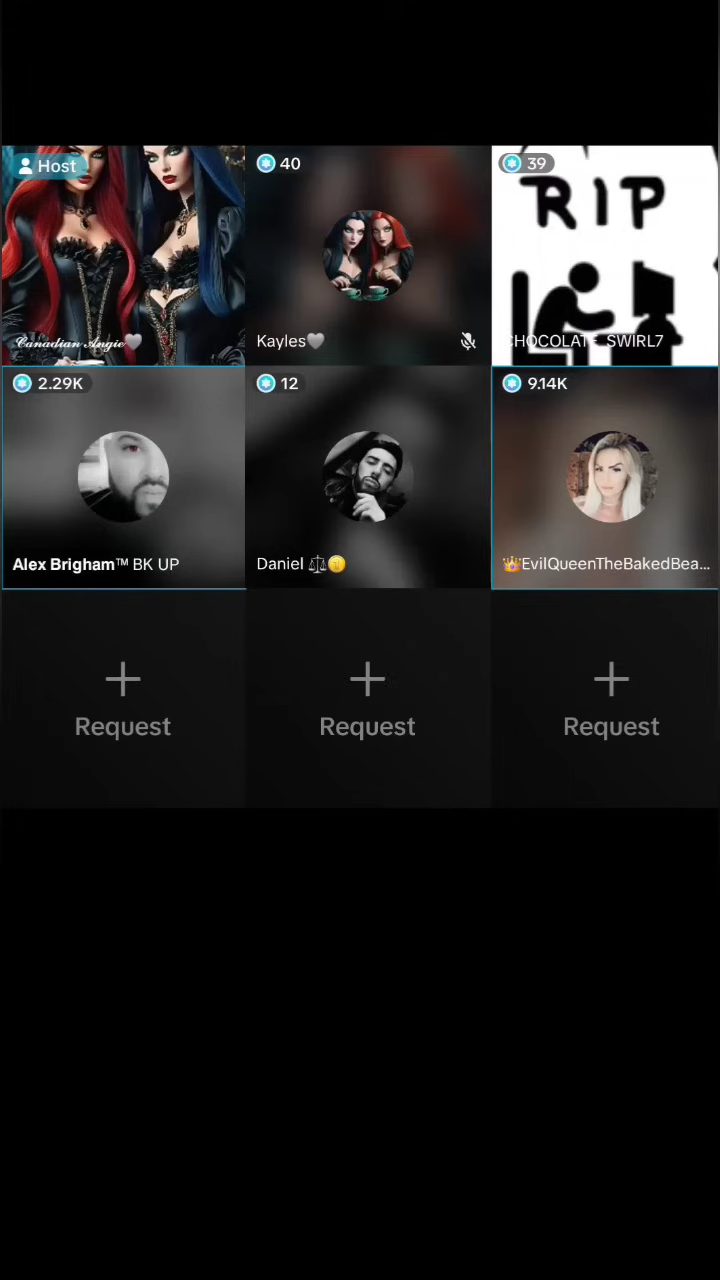 Host
40
39
RIP
Canadian Angie🩶
Kayles🩶
CHOCOLATE_SWIRL7
2.29K
12
9.14K
Alex Brigham™ BK UP
Daniel ⚖️🪙
👑EvilQueenTheBakedBea...
Request
Request
Request